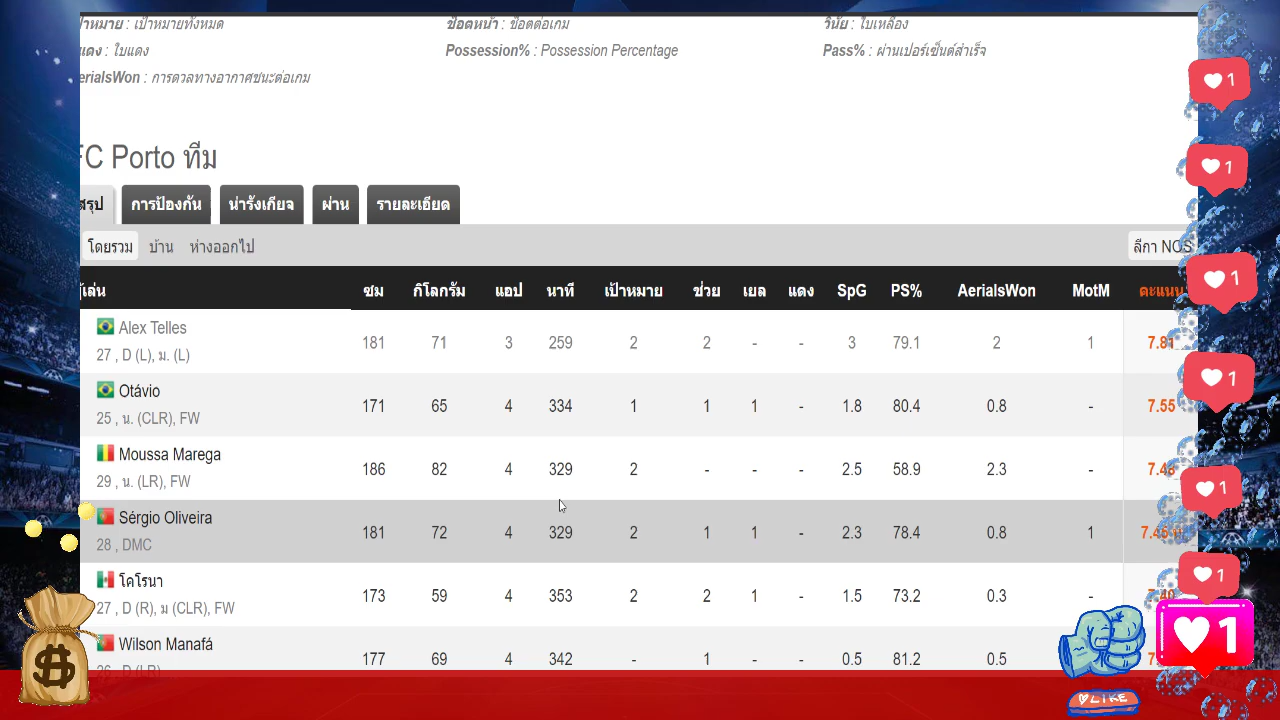 าหมาย : เป้าหมายทั้งหมด ช็อตหน้า : ช็อตต่อเกม วินัย : ใบเหลือง
แดง : ใบแดง Possession% : Possession Percentage Pass% : ผ่านเปอร์เซ็นต์สำเร็จ
erialsWon : การดวลทางอากาศชนะต่อเกม
FC Porto ทีม
สรุป การป้องกัน น่ารังเกียจ ผ่าน รายละเอียด
โดยรวม บ้าน ห่างออกไป ลีกา NOS
เล่น ซม กิโลกรัม แอป นาที เป้าหมาย ช่วย เยล แดง SpG PS% AerialsWon MotM คะแนน
Alex Telles
27 , D (L), ม. (L) 181 71 3 259 2 2 - - 3 79.1 2 1 7.81
Otávio
25 , น. (CLR), FW 171 65 4 334 1 1 1 - 1.8 80.4 0.8 - 7.55
Moussa Marega
29 , น. (LR), FW 186 82 4 329 2 - - - 2.5 58.9 2.3 - 7.48
Sérgio Oliveira
28 , DMC 181 72 4 329 2 1 1 - 2.3 78.4 0.8 1 7.45
โคโรนา
27 , D (R), ม (CLR), FW 173 59 4 353 2 2 1 - 1.5 73.2 0.3 - 7.40
Wilson Manafá
26 , D (LR) 177 69 4 342 - 1 - - 0.5 81.2 0.5 -
1
1
1
1
1
1
1
LIKE